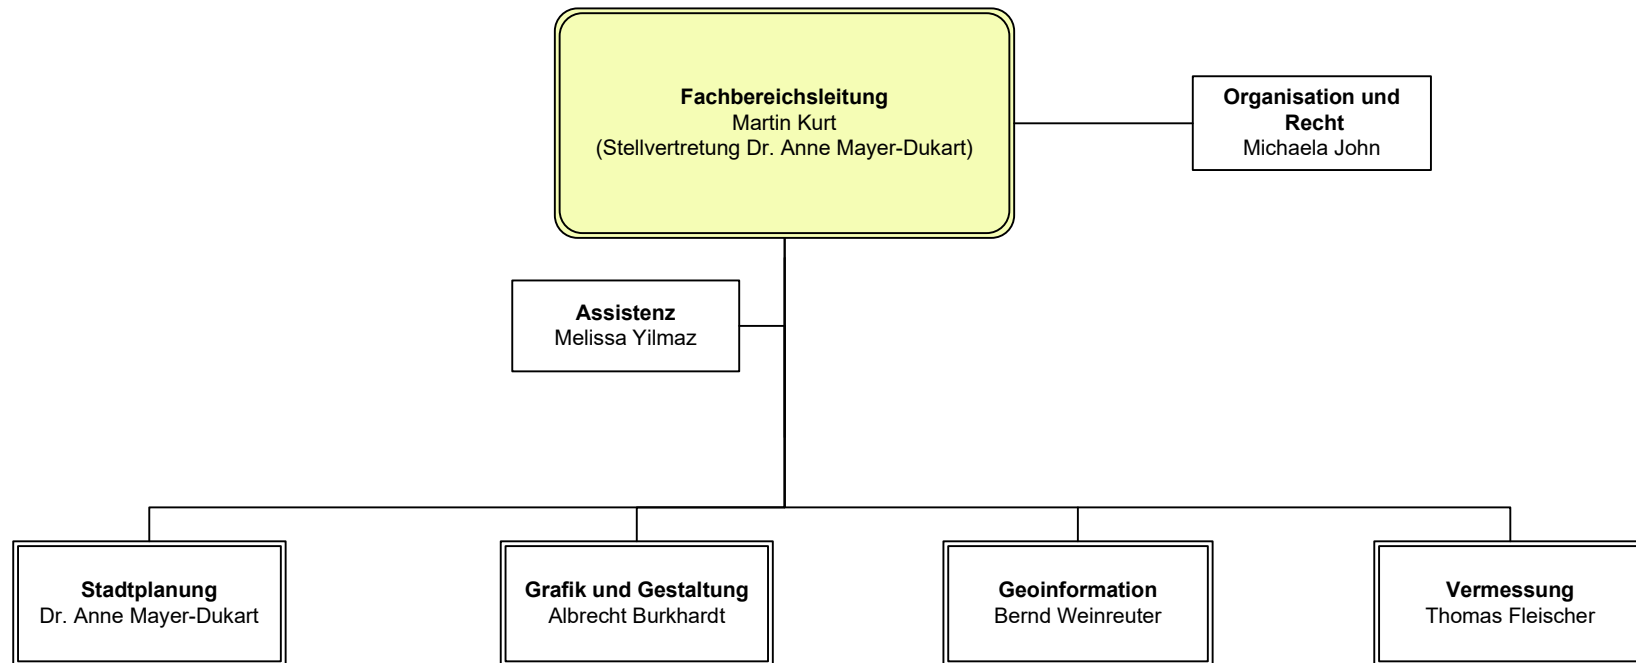 Fachbereichsleitung
Martin Kurt
(Stellvertretung Dr. Anne Mayer-Dukart)
Organisation und
Recht
Michaela John
Assistenz
Melissa Yilmaz
Stadtplanung
Dr. Anne Mayer-Dukart
Grafik und Gestaltung
Albrecht Burkhardt
Geoinformation
Bernd Weinreuter
Vermessung
Thomas Fleischer